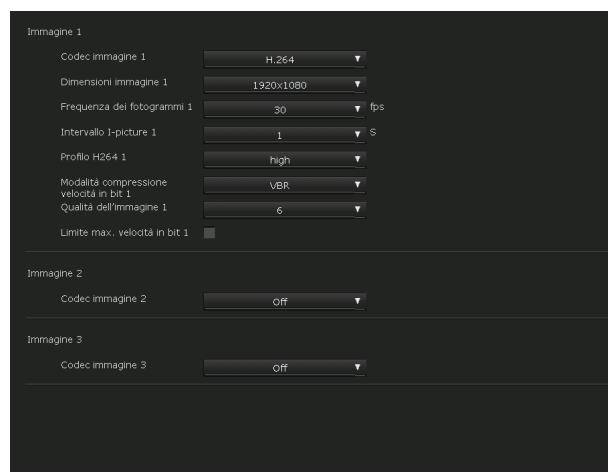 Immagine 1
Codec immagine 1 H.264
Dimensioni immagine 1 1920x1080
Frequenza dei fotogrammi 1 30 fps
Intervallo I-picture 1 1 S
Profilo H264 1 high
Modalità compressione
velocità in bit 1 VBR
Qualità dell'immagine 1 6
Limite max. velocità in bit 1
Immagine 2
Codec immagine 2 Off
Immagine 3
Codec immagine 3 Off